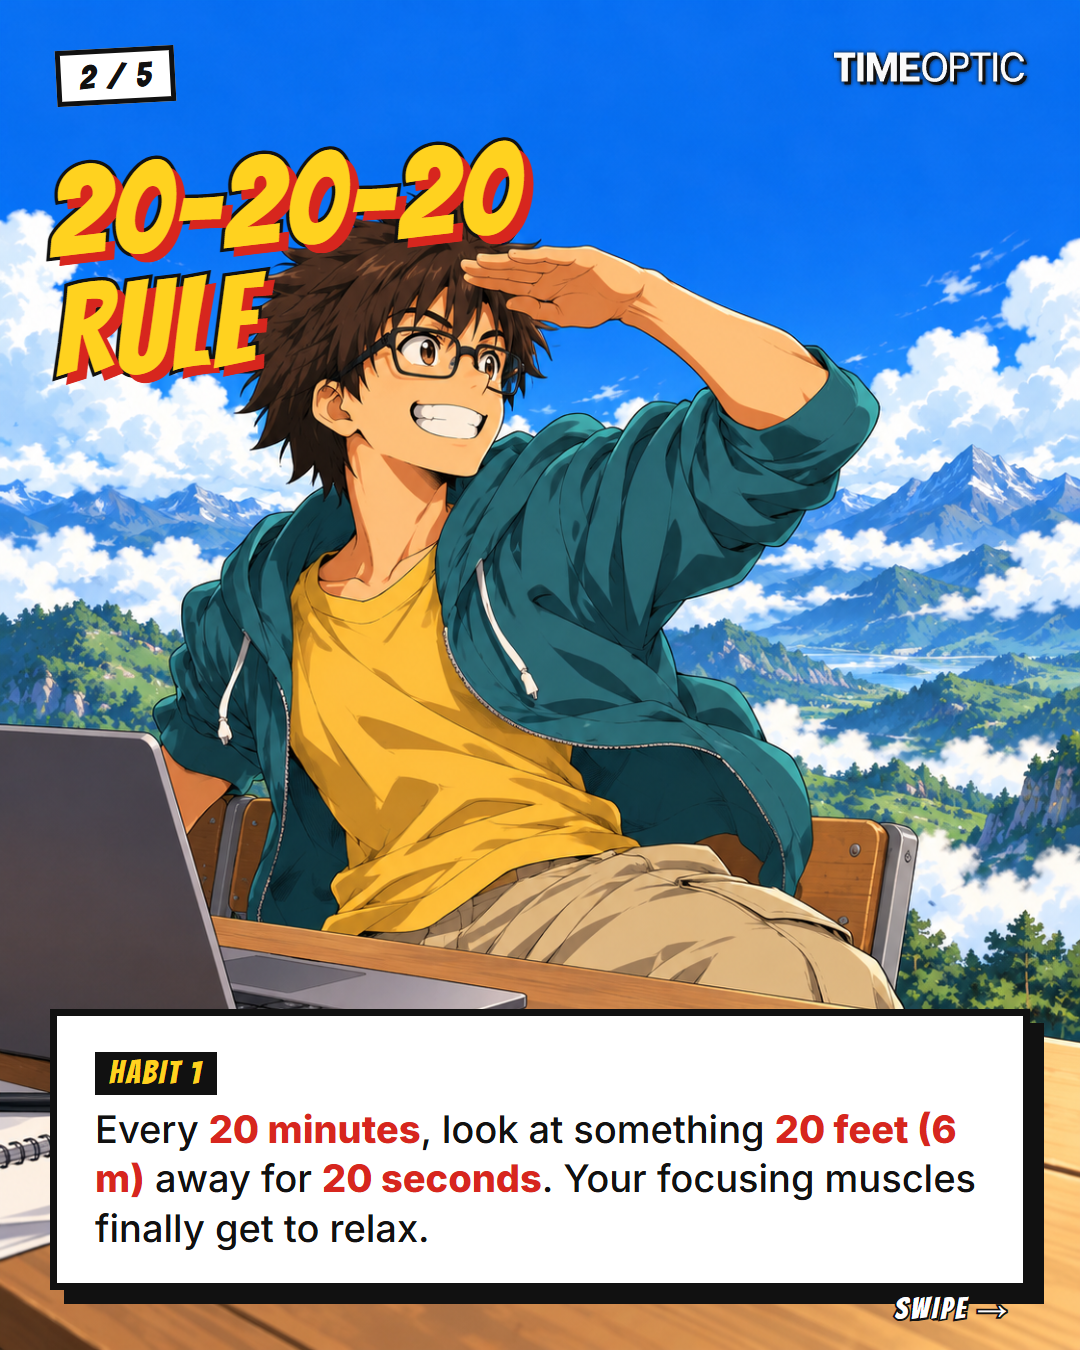 2 / 5
TIMEOPTIC
20-20-20
RULE
HABIT 1
Every 20 minutes, look at something 20 feet (6
m) away for 20 seconds. Your focusing muscles
finally get to relax.
SWIPE →